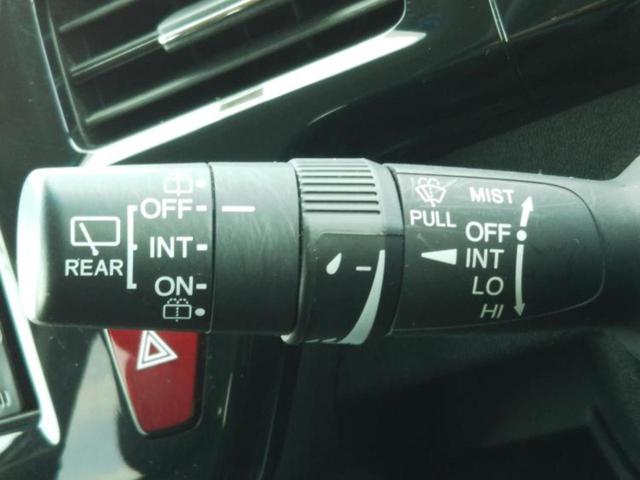 OFF
INT
ON
REAR
PULL
MIST
OFF
INT
LO
HI